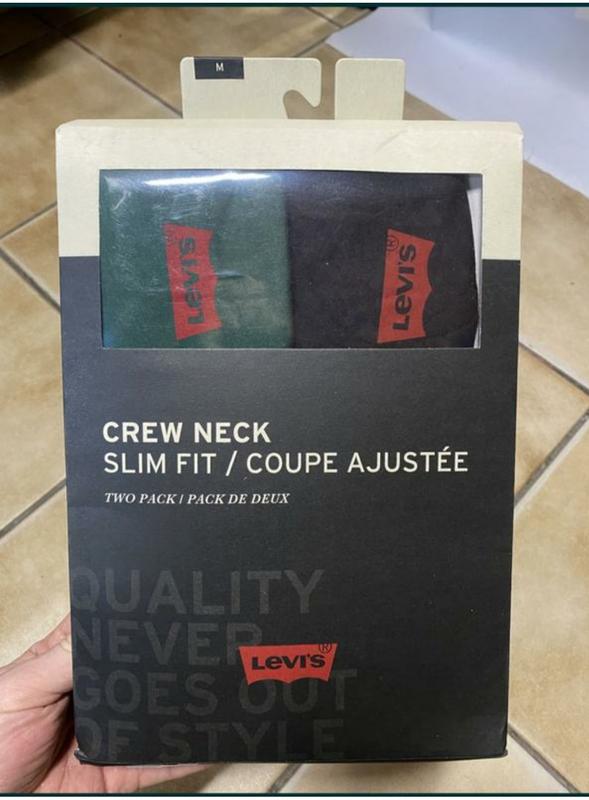 M
Levi's®
Levi's®
CREW NECK
SLIM FIT / COUPE AJUSTÉE
TWO PACK | PACK DE DEUX
QUALITY
NEVER
Levi's®
GOES OUT
OF STYLE